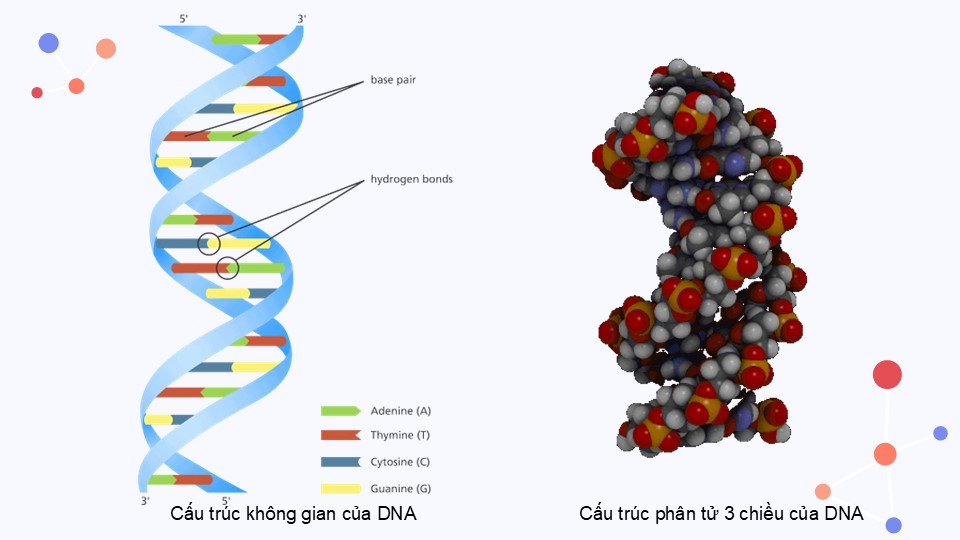 5'
3'
base pair
hydrogen bonds
Adenine (A)
Thymine (T)
Cytosine (C)
Guanine (G)
3'
5'
Cấu trúc không gian của DNA
Cấu trúc phân tử 3 chiều của DNA